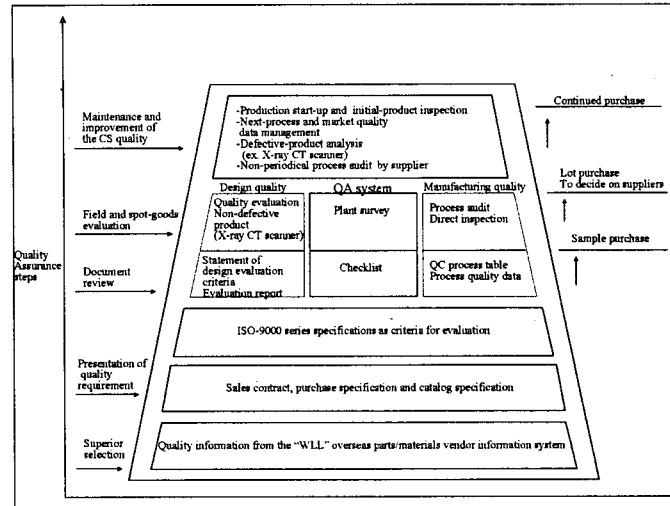 Quality
Assurance
steps
Maintenance and
improvement of
the CS quality
Field and spot-goods
evaluation
Document
review
Presentation of
quality
requirement
Superior
selection
-Production start-up and initial-product inspection
-Next-process and market quality
data management
-Defective-product analysis
(ex. X-ray CT scanner)
-Non-periodical process audit by supplier
Design quality
QA system
Manufacturing quality
Quality evaluation
Non-defective
product
(X-ray CT scanner)
Plant survey
Process audit
Direct inspection
Statement of
design evaluation
criteria
Evaluation report
Checklist
QC process table
Process quality data
ISO-9000 series specifications as criteria for evaluation
Sales contract, purchase specification and catalog specification
Quality information from the “WLL” overseas parts/materials vendor information system
Continued purchase
Lot purchase
To decide on suppliers
Sample purchase